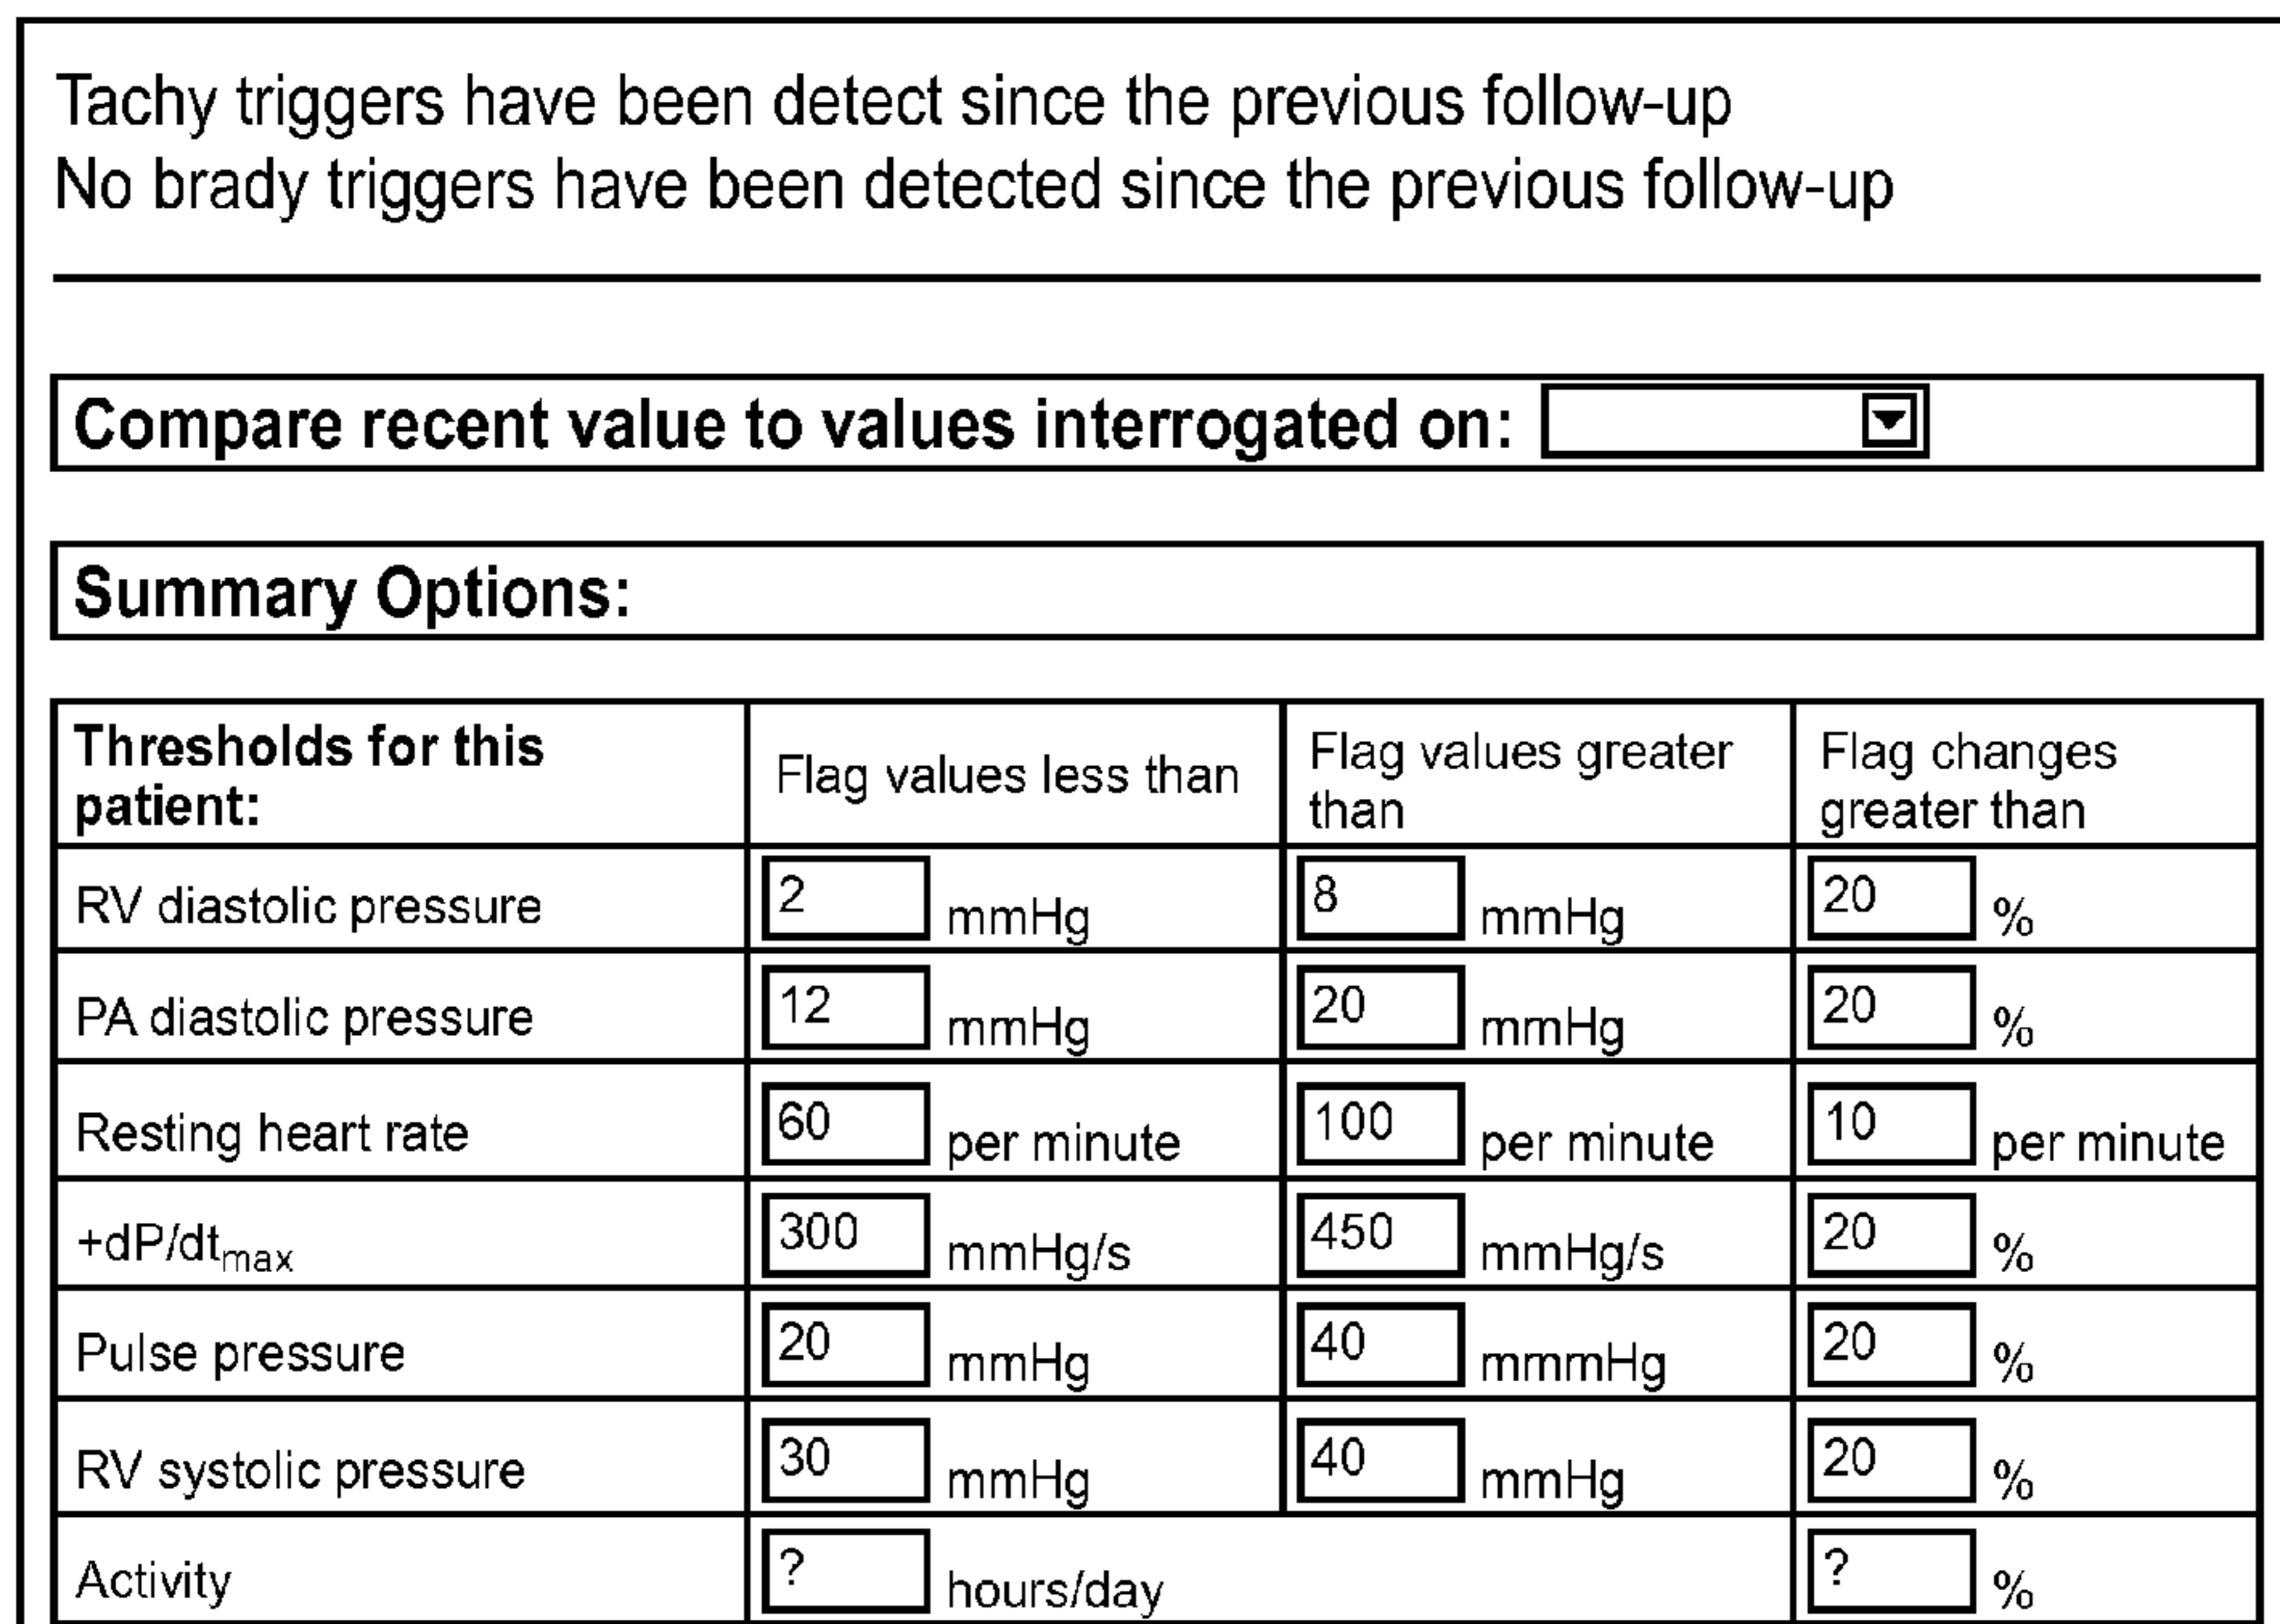 Tachy triggers have been detect since the previous follow-up
No brady triggers have been detected since the previous follow-up
Compare recent value to values interrogated on:
Summary Options:
Thresholds for this patient: Flag values less than Flag values greater than Flag changes greater than
RV diastolic pressure 2 mmHg 8 mmHg 20 %
PA diastolic pressure 12 mmHg 20 mmHg 20 %
Resting heart rate 60 per minute 100 per minute 10 per minute
+dP/dtmax 300 mmHg/s 450 mmHg/s 20 %
Pulse pressure 20 mmHg 40 mmmHg 20 %
RV systolic pressure 30 mmHg 40 mmHg 20 %
Activity ? hours/day ? %